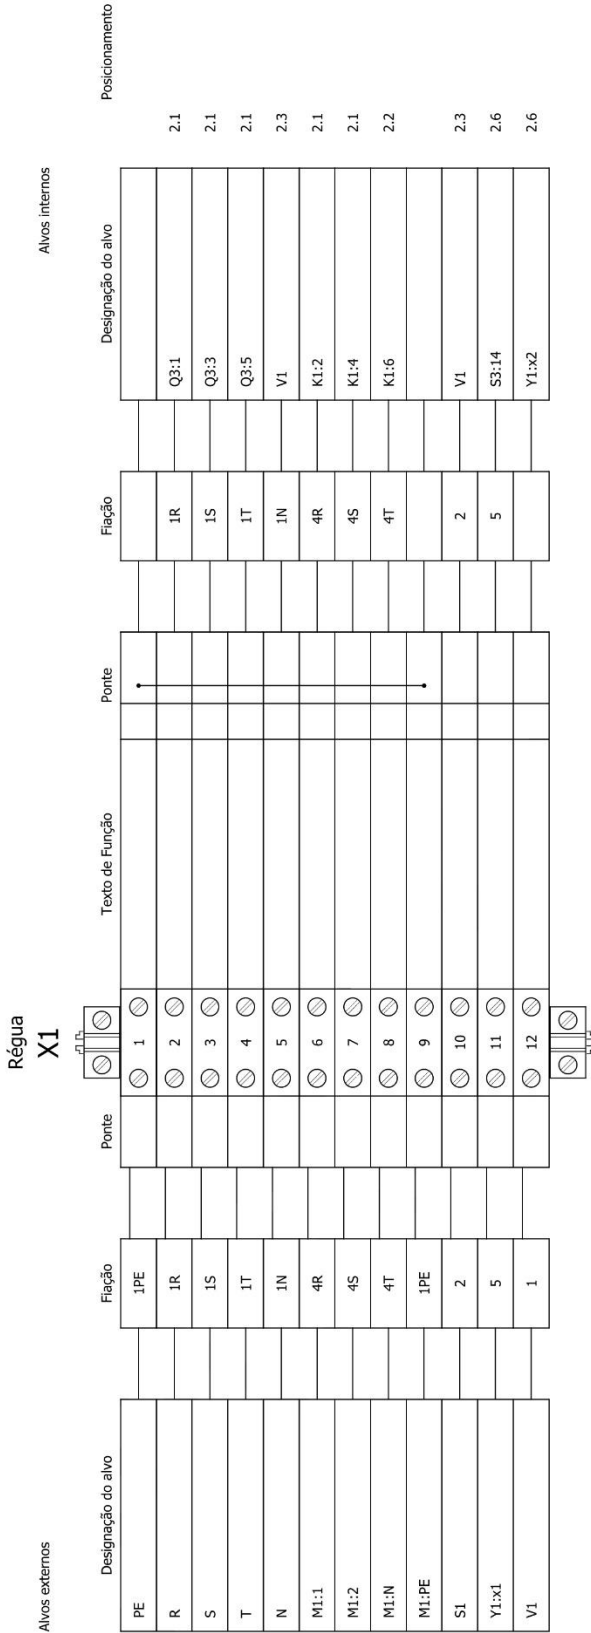 Régua
X1
Alvos externos
Alvos internos
Designação do alvo
Fiação
Ponte
Texto de Função
Ponte
Fiação
Designação do alvo
Posicionamento
PE 1PE 1
R 1R 2 1R Q3:1 2.1
S 1S 3 1S Q3:3 2.1
T 1T 4 1T Q3:5 2.1
N 1N 5 1N V1 2.3
M1:1 4R 6 4R K1:2 2.1
M1:2 4S 7 4S K1:4 2.1
M1:N 4T 8 4T K1:6 2.2
M1:PE 1PE 9
S1 2 10 2 V1 2.3
Y1:x1 5 11 5 S3:14 2.6
V1 1 12 Y1:x2 2.6